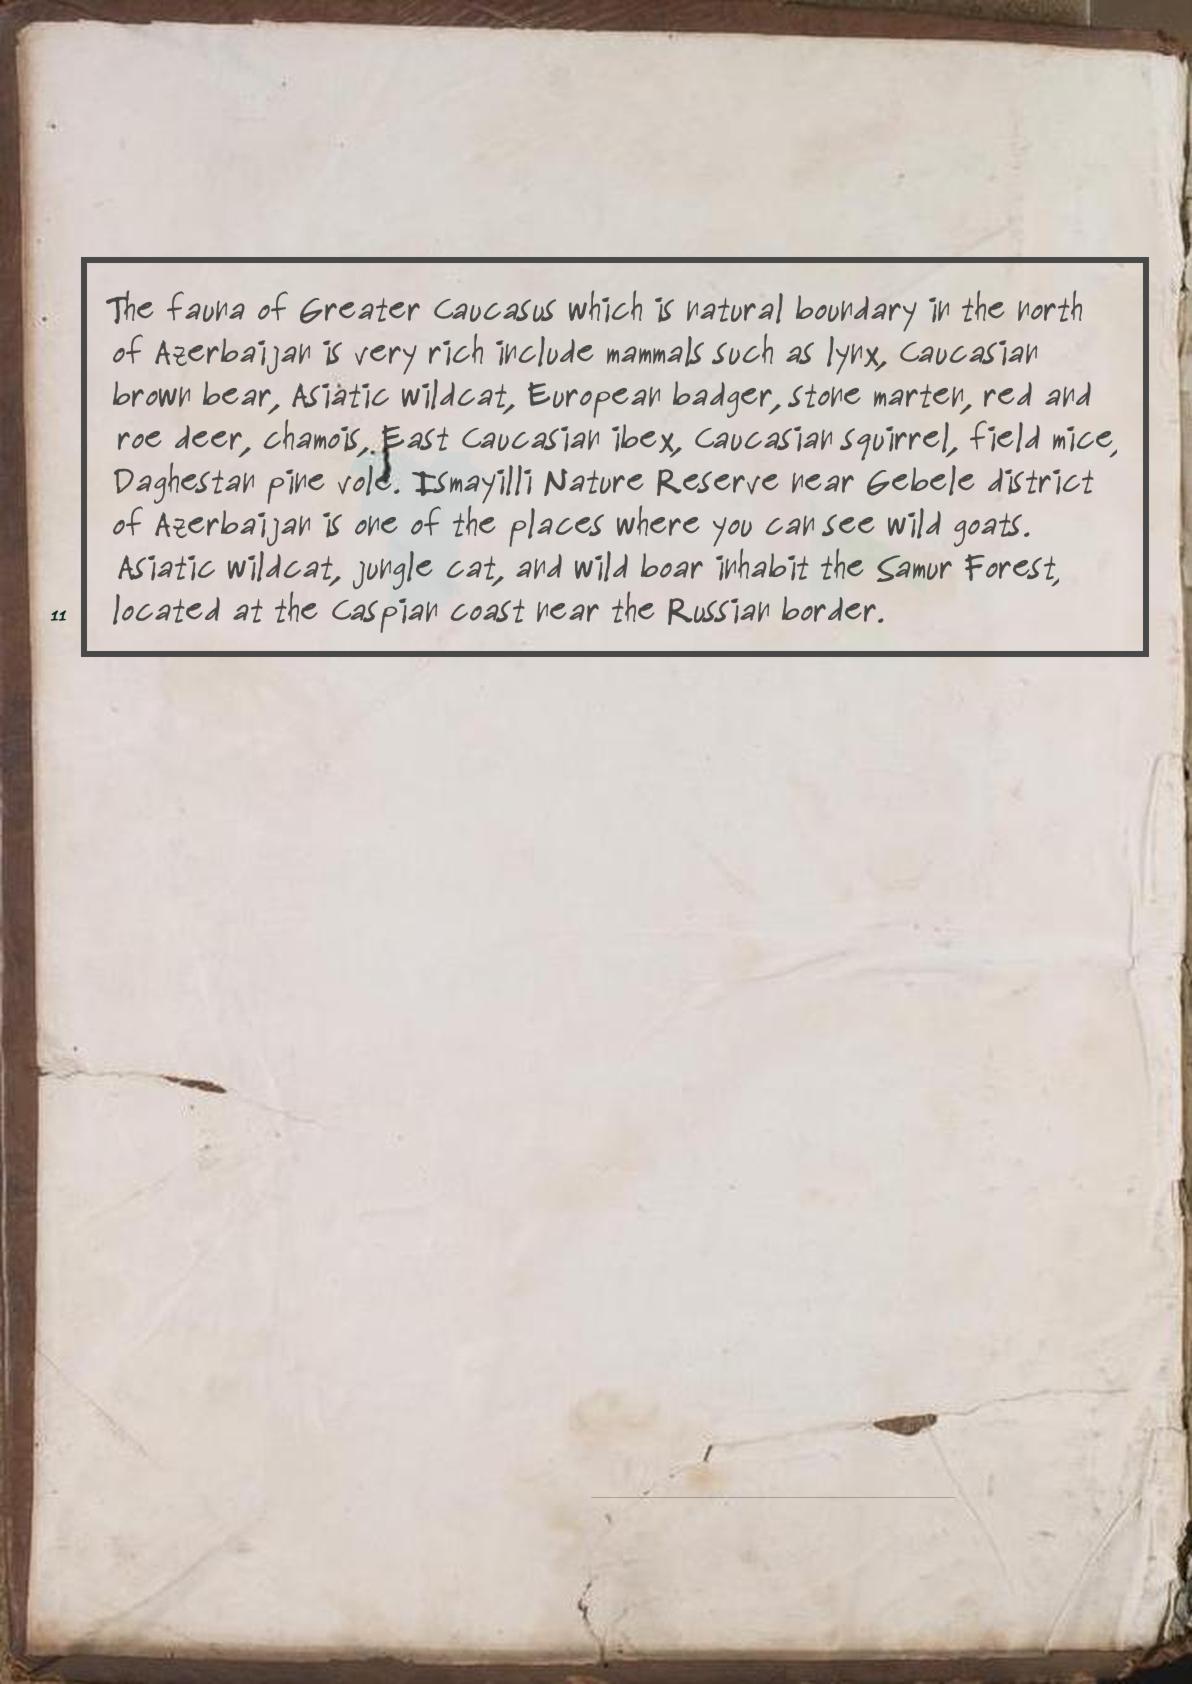 The fauna of Greater Caucasus which is natural boundary in the north
of Azerbaijan is very rich include mammals such as lynx, Caucasian
brown bear, Asiatic wildcat, European badger, stone marten, red and
roe deer, chamois, East Caucasian ibex, Caucasian squirrel, field mice,
Daghestan pine vole. Ismayilli Nature Reserve near Gebele district
of Azerbaijan is one of the places where you can see wild goats.
Asiatic wildcat, jungle cat, and wild boar inhabit the Samur Forest,
located at the Caspian coast near the Russian border.
11